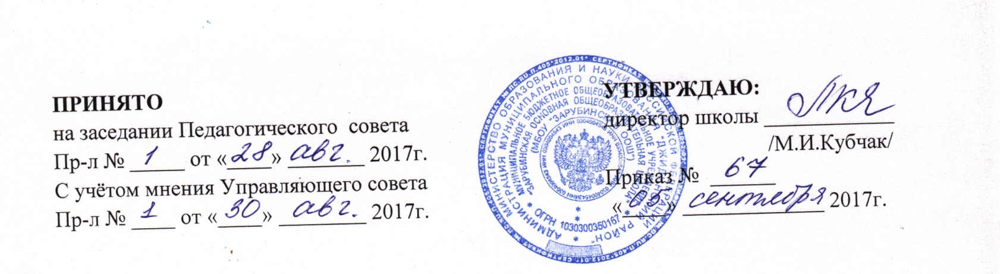 ПРИНЯТО
на заседании Педагогического совета
Пр-л № 1 от «28» авг. 2017г.
С учётом мнения Управляющего совета
Пр-л № 1 от «30» авг. 2017г.
УТВЕРЖДАЮ:
директор школы
/М.И.Кубчак/
Приказ № 67
«05» сентября 2017г.
МИНИСТЕРСТВО ОБРАЗОВАНИЯ И НАУКИ РОССИЙСКОЙ ФЕДЕРАЦИИ
АДМИНИСТРАЦИЯ МУНИЦИПАЛЬНОГО ОБРАЗОВАНИЯ "ДЖИДИНСКИЙ РАЙОН"
МУНИЦИПАЛЬНОЕ БЮДЖЕТНОЕ ОБЩЕОБРАЗОВАТЕЛЬНОЕ УЧРЕЖДЕНИЕ
"ЗАРУБИНСКАЯ ОСНОВНАЯ ОБЩЕОБРАЗОВАТЕЛЬНАЯ ШКОЛА"
(МБОУ "ЗАРУБИНСКАЯ ООШ")
ОГРН 1030300350167
ИНН 0304004543